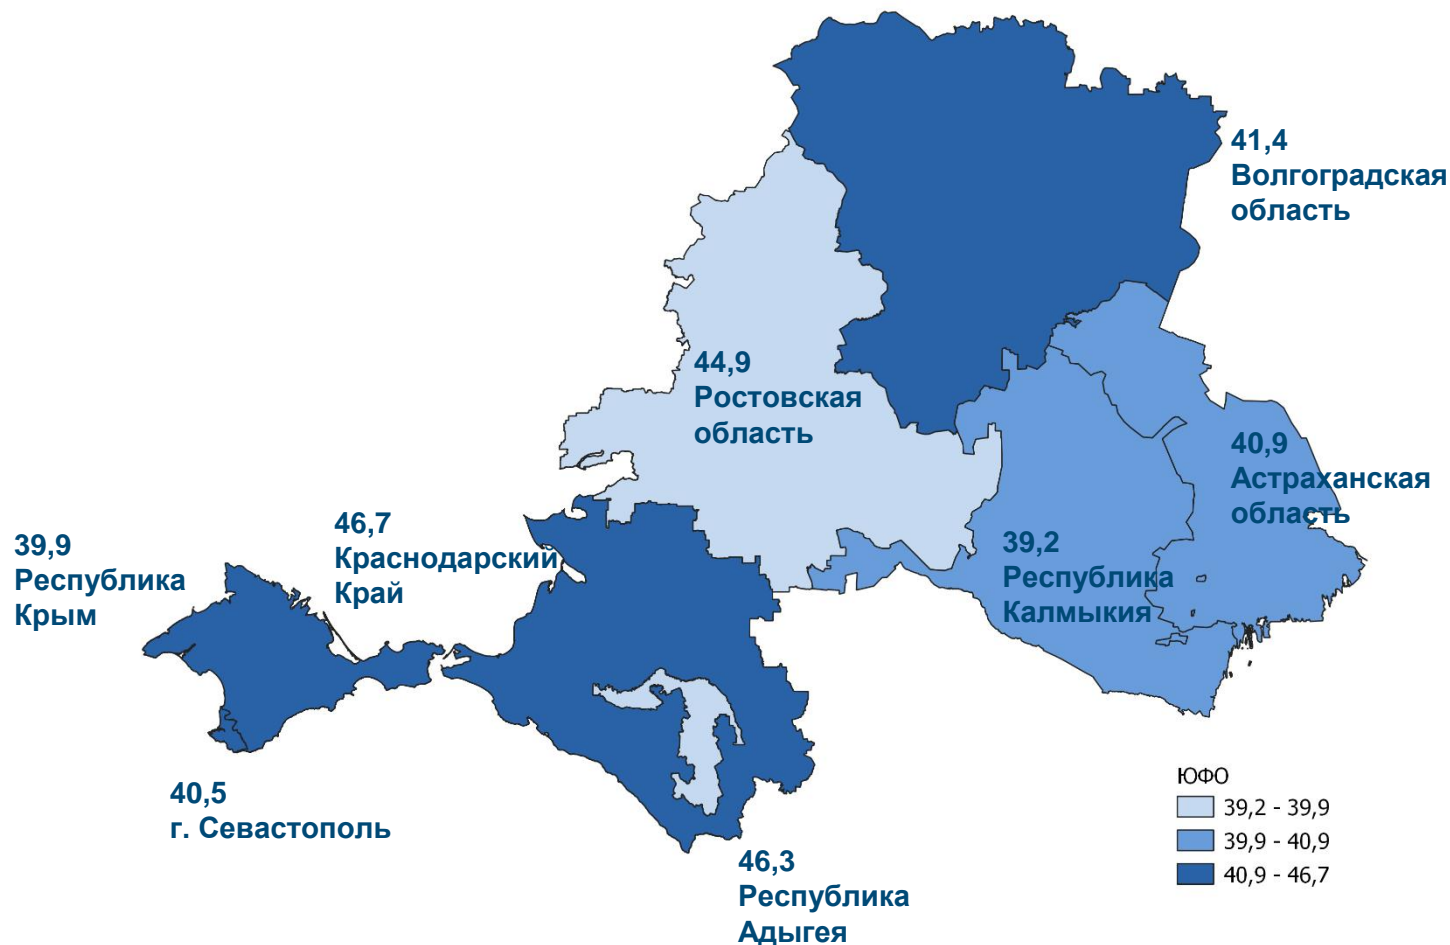 41,4
Волгоградская
область
44,9
Ростовская
область
40,9
Астраханская
область
46,7
Краснодарский
Край
39,9
Республика
Крым
39,2
Республика
Калмыкия
40,5
г. Севастополь
46,3
Республика
Адыгея
ЮФО
39,2 - 39,9
39,9 - 40,9
40,9 - 46,7